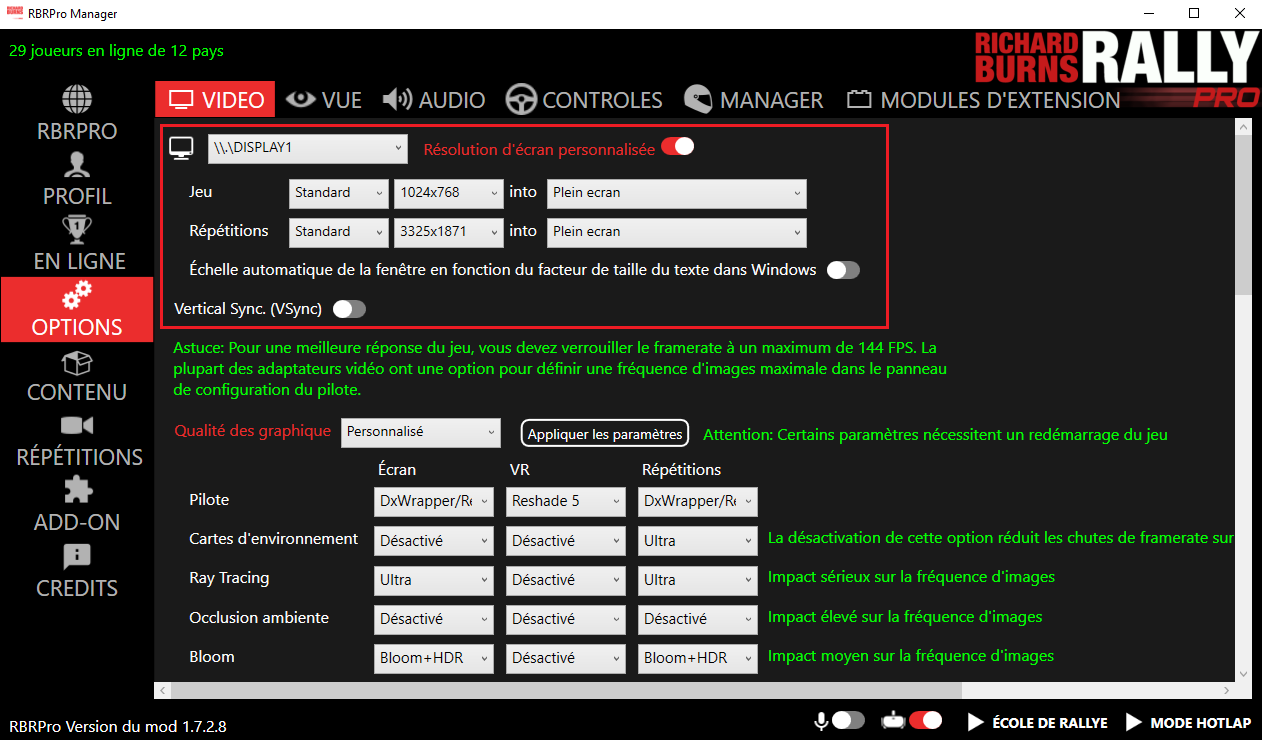 RBRPro Manager
29 joueurs en ligne de 12 pays
RICHARD BURNS RALLY PRO
RBRPRO
PROFIL
EN LIGNE
OPTIONS
CONTENU
RÉPÉTITIONS
ADD-ON
CREDITS
VIDEO VUE AUDIO CONTROLES MANAGER MODULES D'EXTENSION
\\.\DISPLAY1 Résolution d'écran personnalisée
Jeu Standard 1024x768 into Plein ecran
Répétitions Standard 3325x1871 into Plein ecran
Échelle automatique de la fenêtre en fonction du facteur de taille du texte dans Windows
Vertical Sync. (VSync)
Astuce: Pour une meilleure réponse du jeu, vous devez verrouiller le framerate à un maximum de 144 FPS. La
plupart des adaptateurs vidéo ont une option pour définir une fréquence d'images maximale dans le panneau
de configuration du pilote.
Qualité des graphique Personnalisé Appliquer les paramètres Attention: Certains paramètres nécessitent un redémarrage du jeu
Écran VR Répétitions
Pilote DxWrapper/Re Reshade 5 DxWrapper/Re
Cartes d'environnement Désactivé Désactivé Ultra La désactivation de cette option réduit les chutes de framerate sur
Ray Tracing Ultra Désactivé Ultra Impact sérieux sur la fréquence d'images
Occlusion ambiente Désactivé Désactivé Désactivé Impact élevé sur la fréquence d'images
Bloom Bloom+HDR Désactivé Bloom+HDR Impact moyen sur la fréquence d'images
RBRPro Version du mod 1.7.2.8
ÉCOLE DE RALLYE MODE HOTLAP